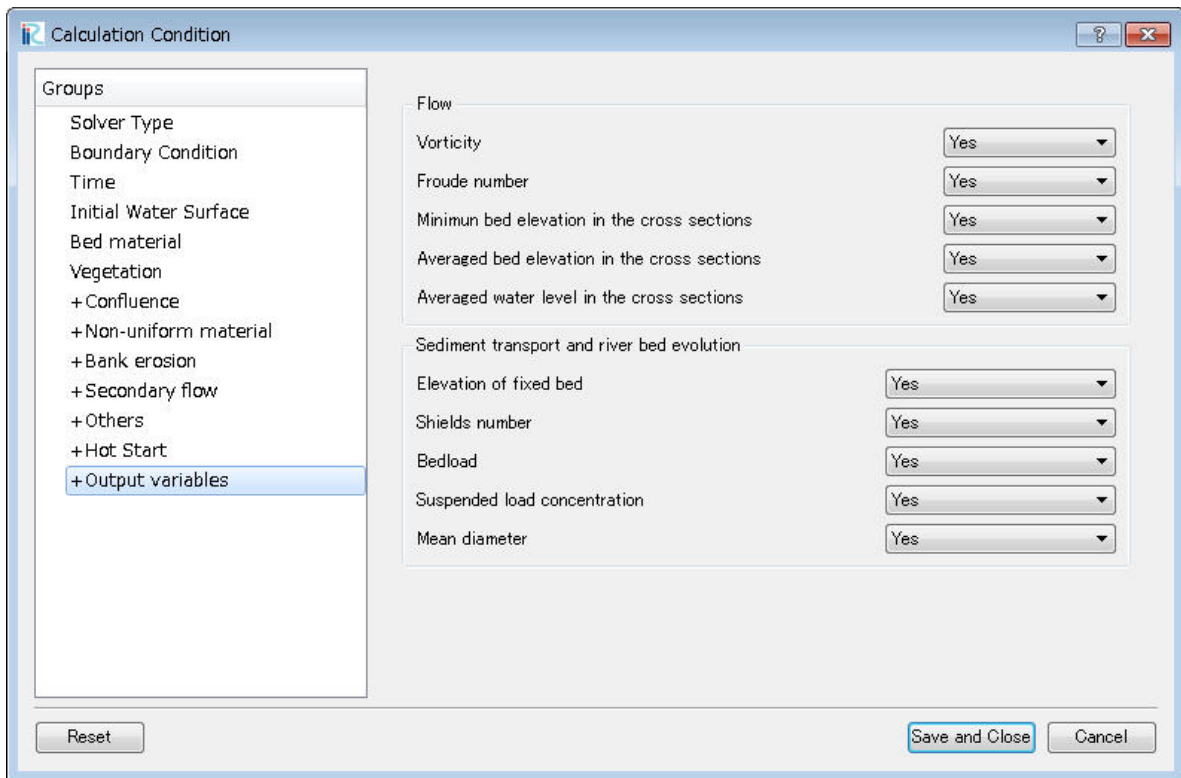 iRIC Calculation Condition
Groups
Solver Type
Boundary Condition
Time
Initial Water Surface
Bed material
Vegetation
+Confluence
+Non-uniform material
+Bank erosion
+Secondary flow
+Others
+Hot Start
+Output variables
Flow
Vorticity Yes
Froude number Yes
Minimun bed elevation in the cross sections Yes
Averaged bed elevation in the cross sections Yes
Averaged water level in the cross sections Yes
Sediment transport and river bed evolution
Elevation of fixed bed Yes
Shields number Yes
Bedload Yes
Suspended load concentration Yes
Mean diameter Yes
Reset Save and Close Cancel